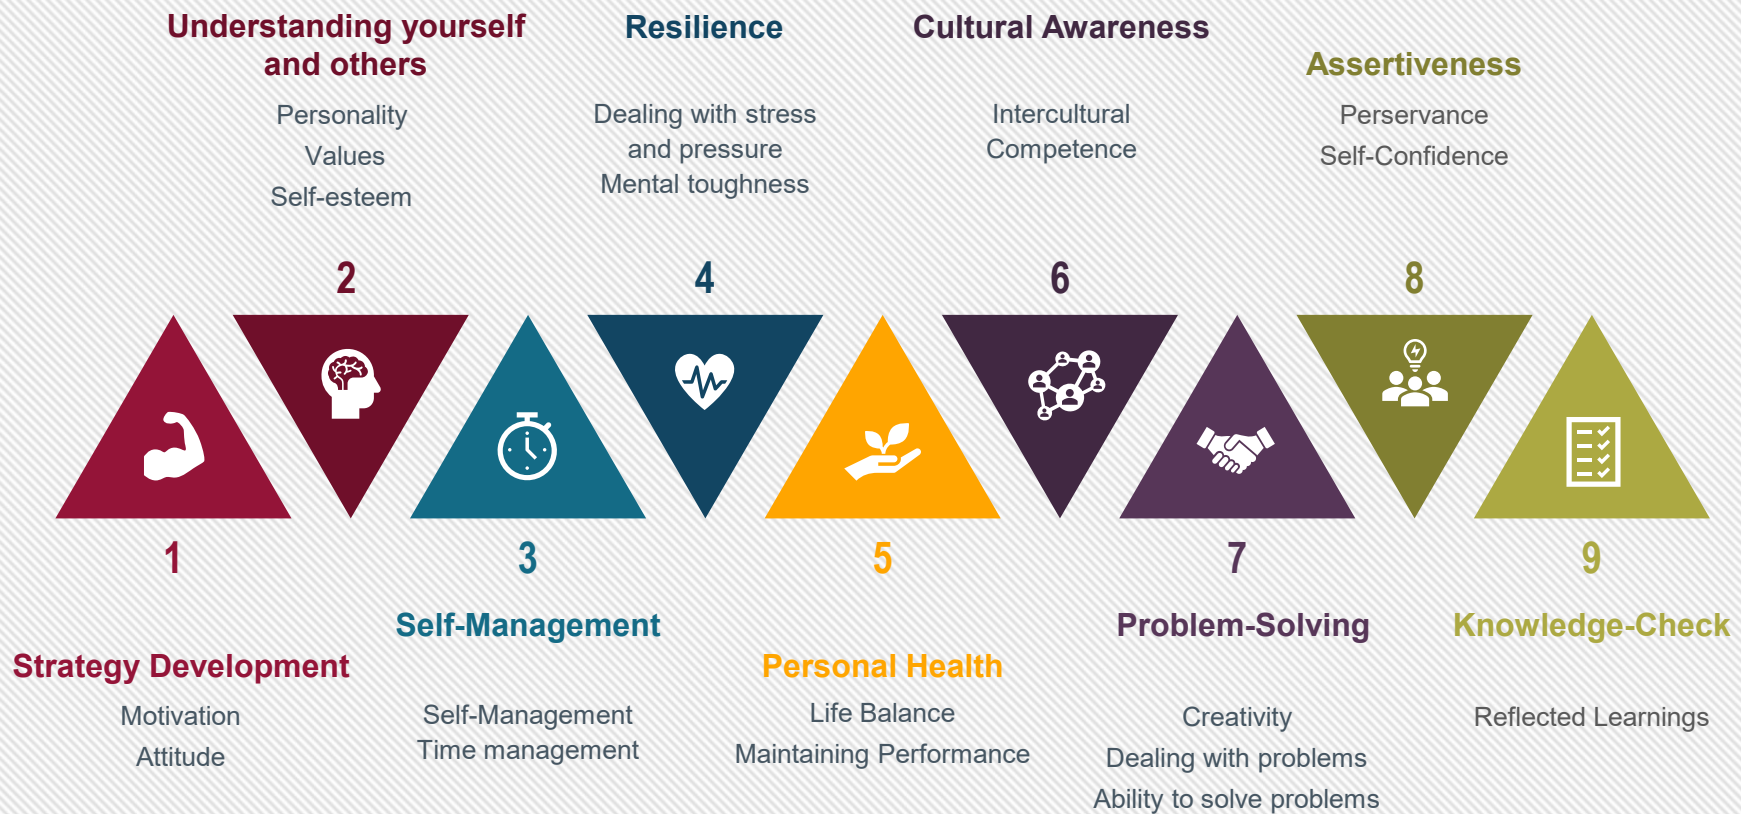 Understanding yourself
and others
Personality
Values
Self-esteem
2
Resilience
Dealing with stress
and pressure
Mental toughness
4
Cultural Awareness
Intercultural
Competence
6
Assertiveness
Perservance
Self-Confidence
8
1
Strategy Development
Motivation
Attitude
3
Self-Management
Self-Management
Time management
5
Personal Health
Life Balance
Maintaining Performance
7
Problem-Solving
Creativity
Dealing with problems
Ability to solve problems
9
Knowledge-Check
Reflected Learnings